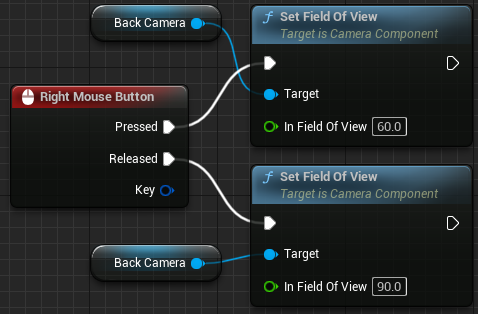 Back Camera
Set Field Of View
Target is Camera Component
Target
In Field Of View 60.0
Right Mouse Button
Pressed
Released
Key
Set Field Of View
Target is Camera Component
Back Camera
Target
In Field Of View 90.0